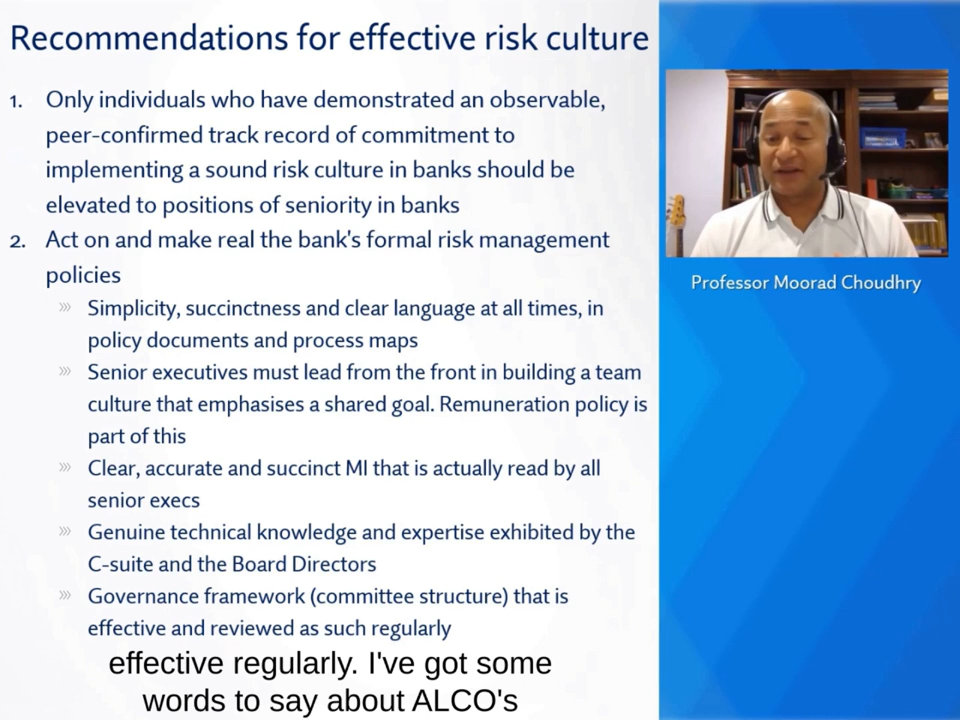 Recommendations for effective risk culture
1. Only individuals who have demonstrated an observable,
peer-confirmed track record of commitment to
implementing a sound risk culture in banks should be
elevated to positions of seniority in banks
2. Act on and make real the bank's formal risk management
policies
Simplicity, succinctness and clear language at all times, in
policy documents and process maps
Senior executives must lead from the front in building a team
culture that emphasises a shared goal. Remuneration policy is
part of this
Clear, accurate and succinct MI that is actually read by all
senior execs
Genuine technical knowledge and expertise exhibited by the
C-suite and the Board Directors
Governance framework (committee structure) that is
effective and reviewed as such regularly
effective regularly. I've got some
words to say about ALCO's
Professor Moorad Choudhry